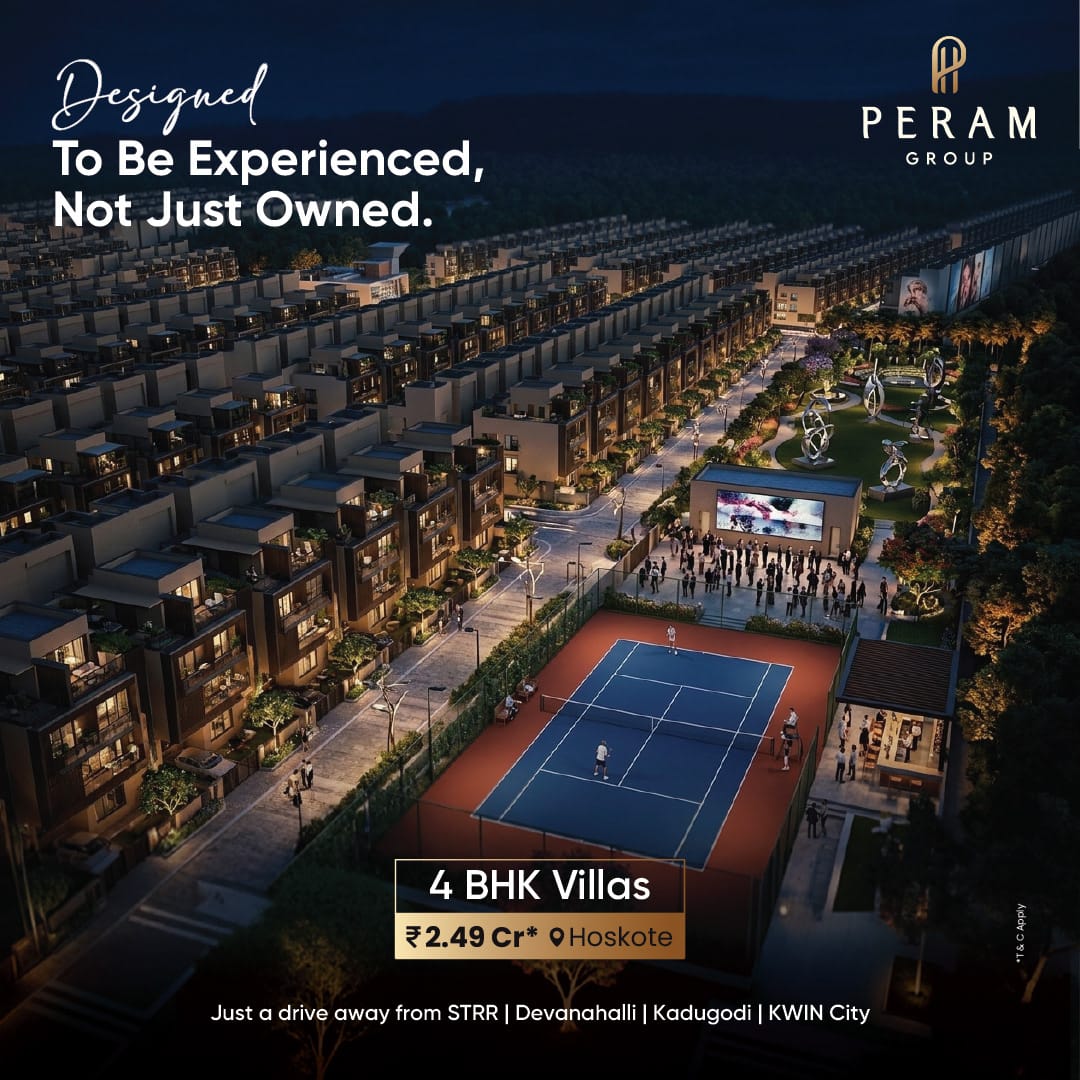 Designed
To Be Experienced,
Not Just Owned.
PERAM
GROUP
4 BHK Villas
₹2.49 Cr* Hoskote
*T & C Apply
Just a drive away from STRR | Devanahalli | Kadugodi | KWIN City